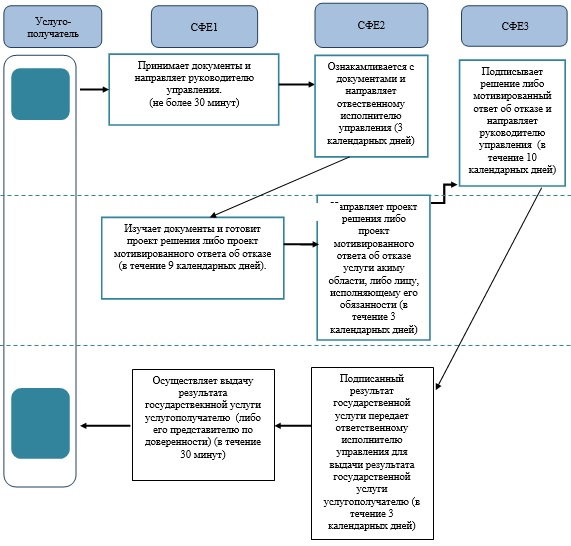 Услуго-
получатель
СФЕ1
СФЕ2
СФЕ3
Принимает документы и
направляет руководителю
управления.
(не более 30 минут)
Ознакамливается с
документами и
направляет
отвественному
исполнителю
управления (3
календарных дней)
Подписывает
решение либо
мотивированный
ответ об отказе и
направляет
руководителю
управления (в
течение 10
календарных дней)
Изучает документы и готовит
проект решения либо проект
мотивированного ответа об отказе
(в течение 9 календарных дней).
Направляет проект
решения либо
проект
мотивированного
ответа об отказе
услуги акиму
области, либо лицу,
исполняющему его
обязанности (в
течение 3
календарных дней)
Осуществляет выдачу
результата
государствекнной услуги
услугополучателю (либо
его представителю по
доверенности) (в течение
30 минут)
Подписанный
результат
государственной
услуги передает
ответственному
исполнителю
управления для
выдачи результата
государственной
услуги
услугополучателю (в
течение 3
календарных дней)